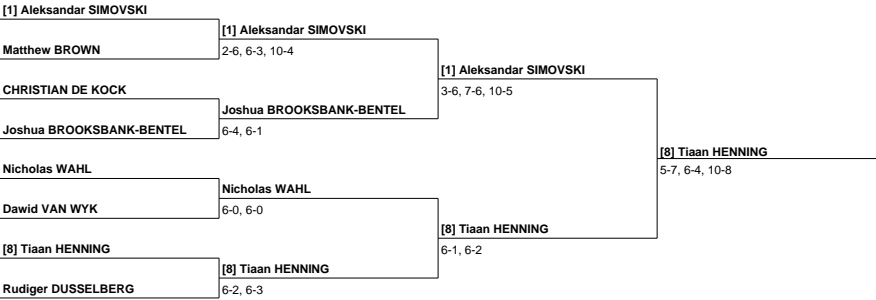 [1] Aleksandar SIMOVSKI
Matthew BROWN
CHRISTIAN DE KOCK
Joshua BROOKSBANK-BENTEL
Nicholas WAHL
Dawid VAN WYK
[8] Tiaan HENNING
Rudiger DUSSELBERG
[1] Aleksandar SIMOVSKI
2-6, 6-3, 10-4
Joshua BROOKSBANK-BENTEL
6-4, 6-1
Nicholas WAHL
6-0, 6-0
[8] Tiaan HENNING
6-2, 6-3
[1] Aleksandar SIMOVSKI
3-6, 7-6, 10-5
[8] Tiaan HENNING
6-1, 6-2
[8] Tiaan HENNING
5-7, 6-4, 10-8